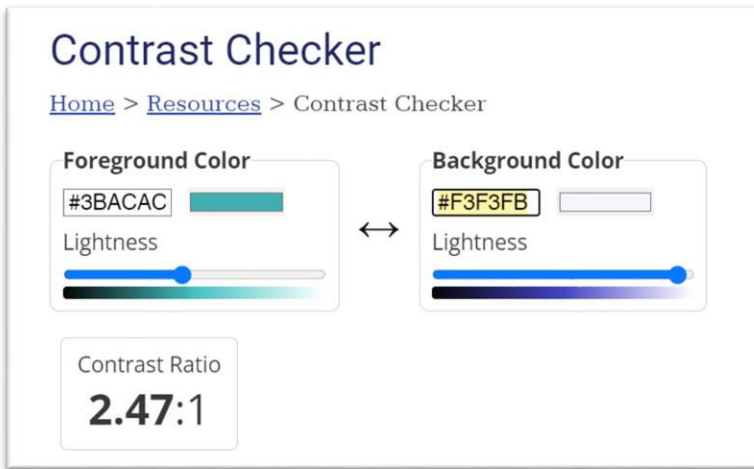 Contrast Checker
Home > Resources > Contrast Checker
Foreground Color
#3BACAC
Lightness
Background Color
#F3F3FB
Lightness
Contrast Ratio
2.47:1